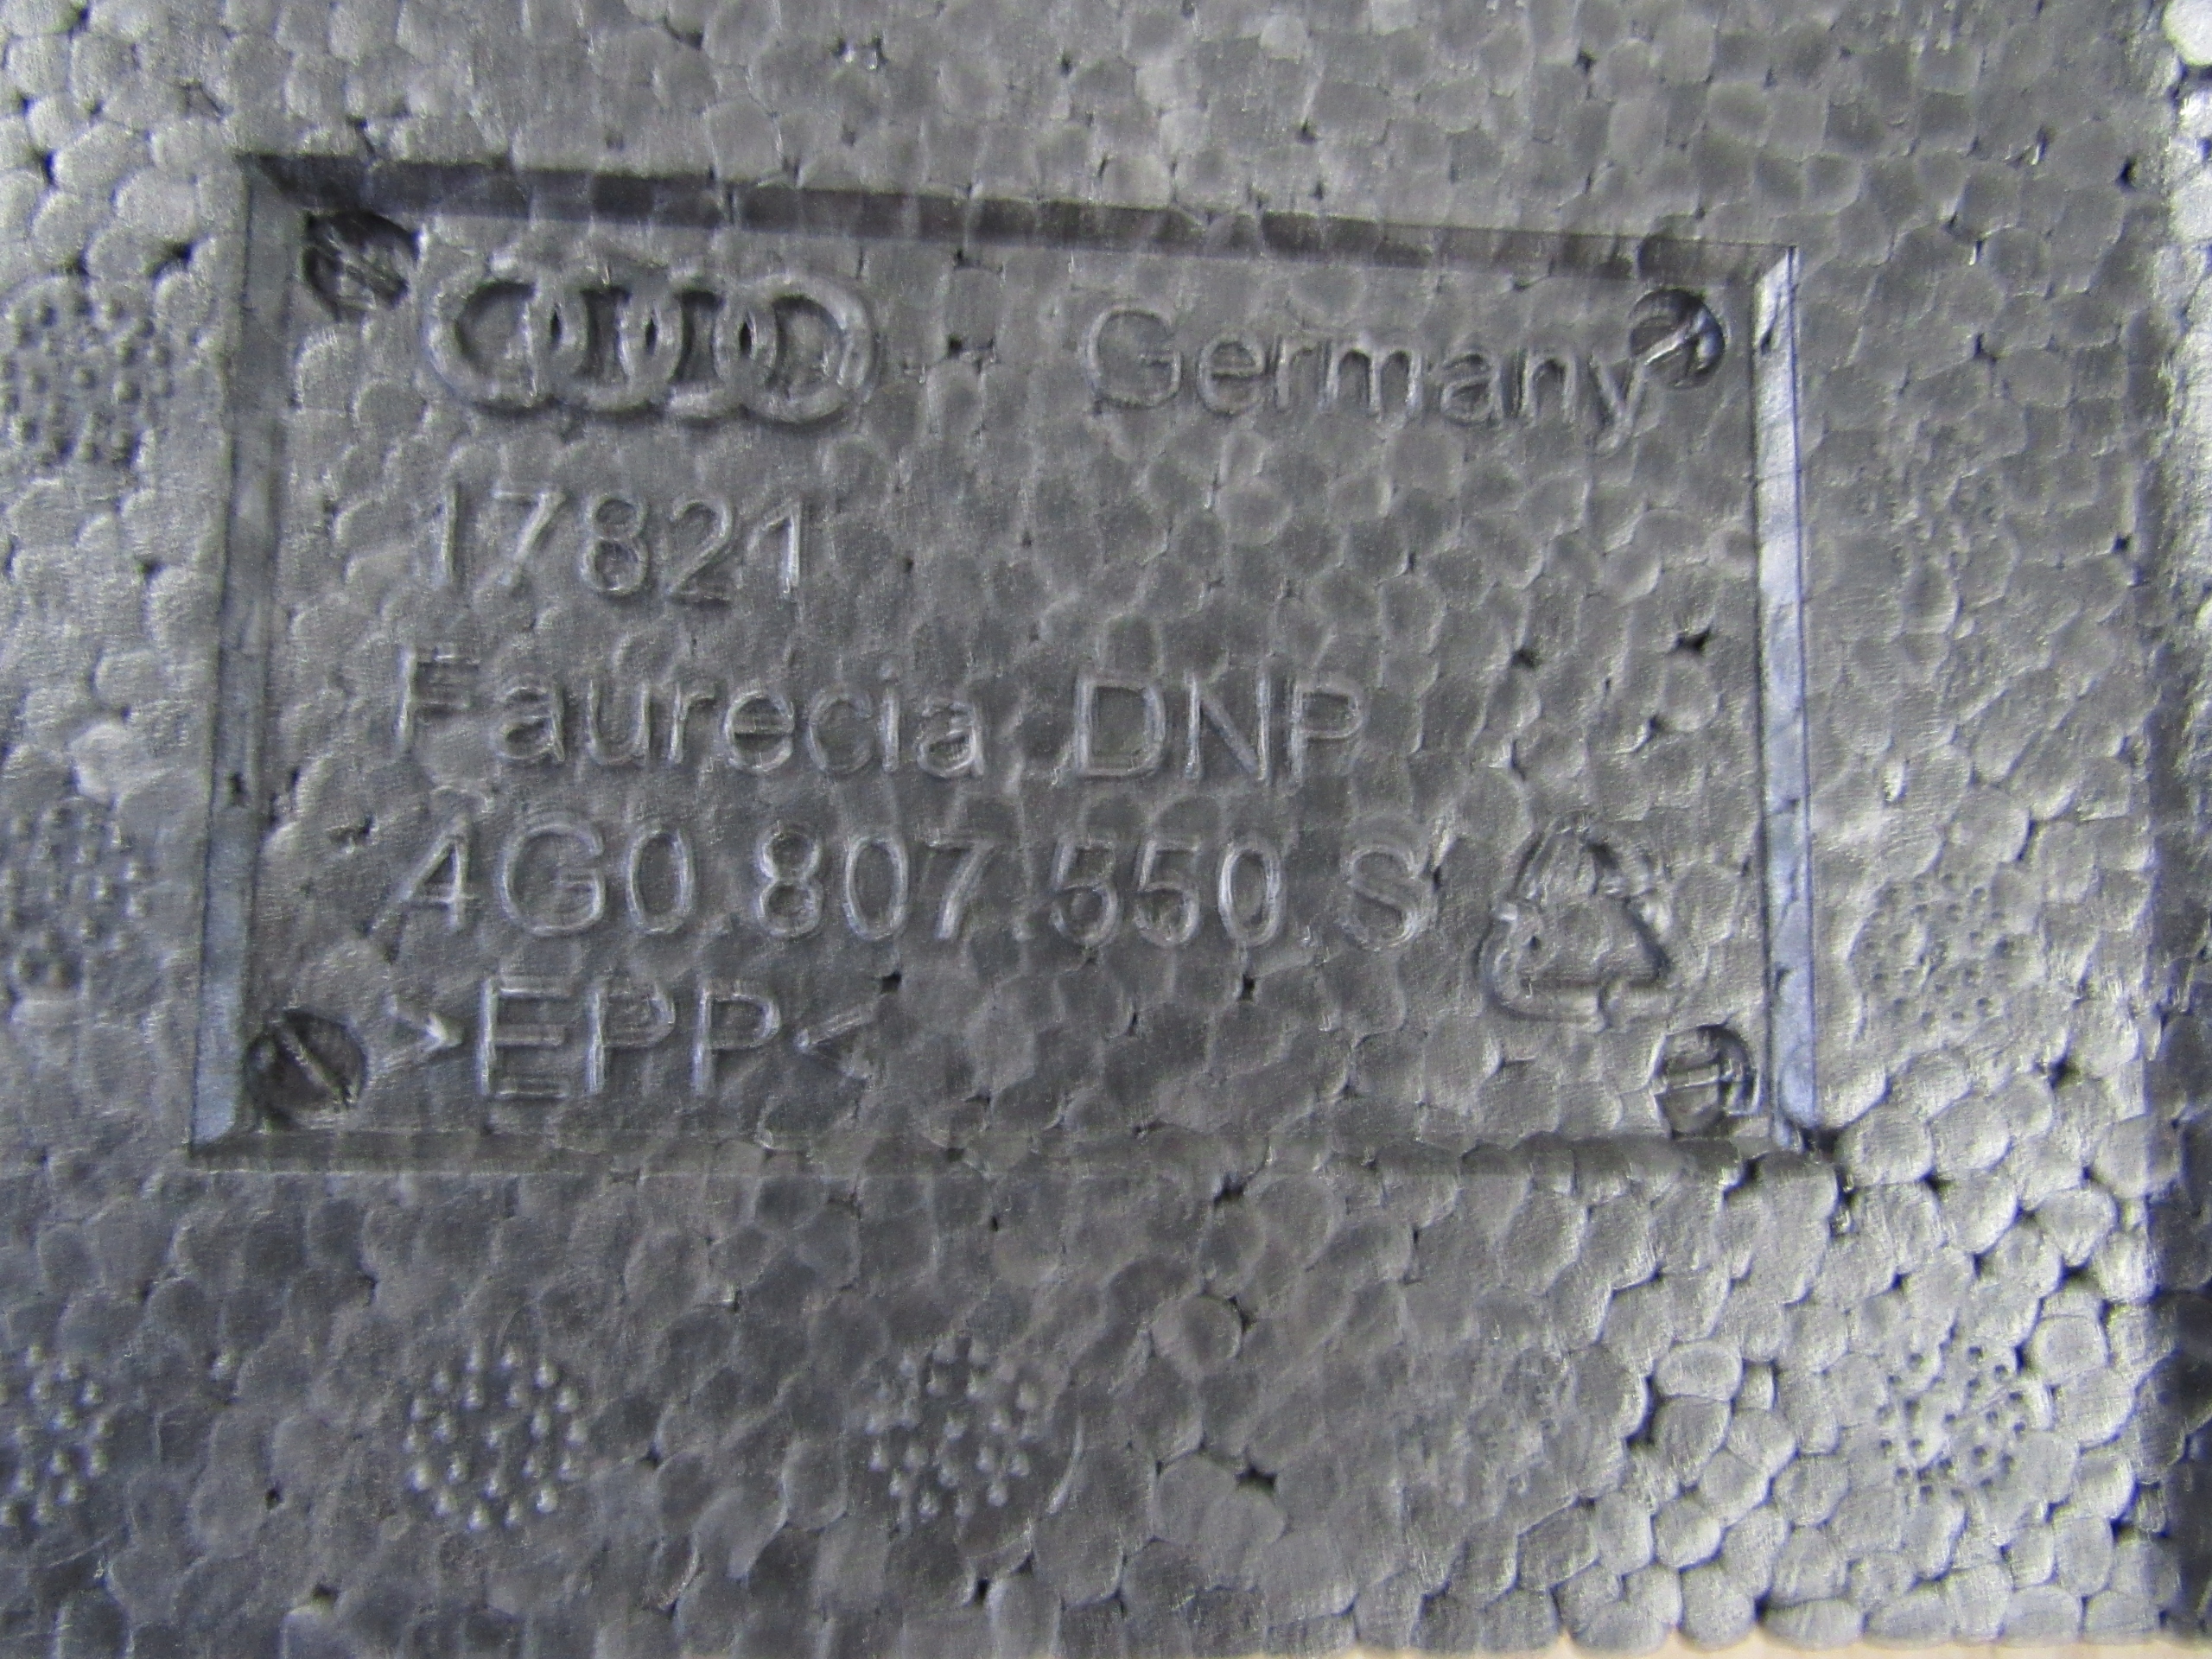 Germany
17821
Faurecia DNP
4G0.807.550 S
>EPP<